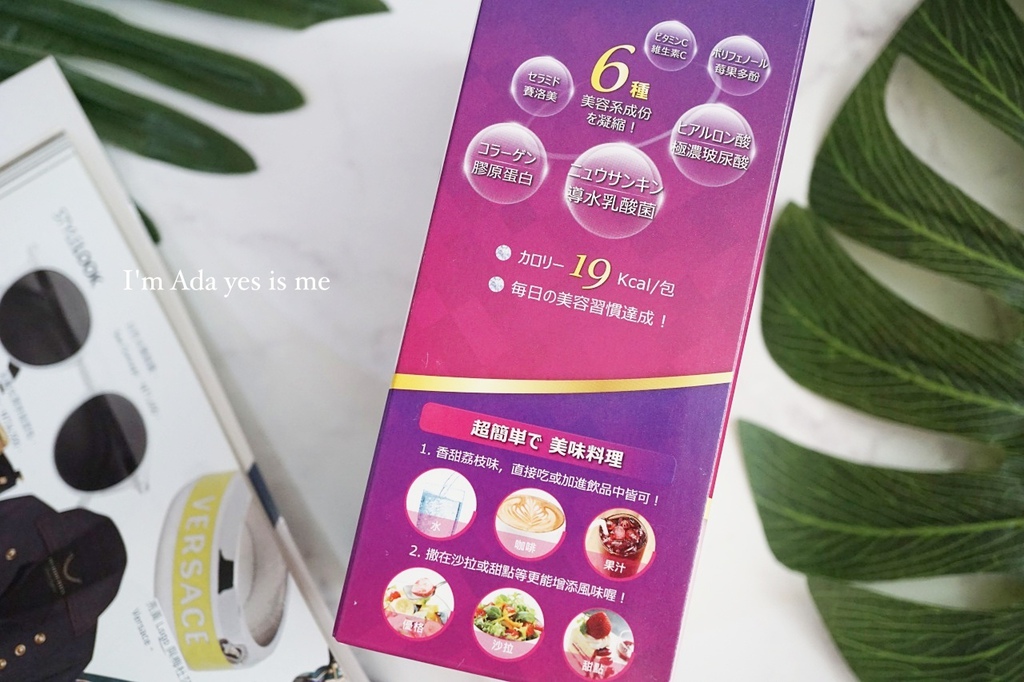 ビタミンC
維生素C
ポリフェノール
莓果多酚
6種
美容系成份
を凝縮！
セラミド
賽洛美
ヒアルロン酸
極濃玻尿酸
コラーゲン
膠原蛋白
ニュウサンキン
導水乳酸菌
カロリー 19 Kcal/包
毎日の美容習慣達成！
超簡単で 美味料理
1. 香甜荔枝味，直接吃或加進飲品中皆可！
水
咖啡
果汁
2. 撒在沙拉或甜點等更能增添風味喔！
優格
沙拉
甜點
I'm Ada yes is me
STYLELOOK
VERSACE
Versace